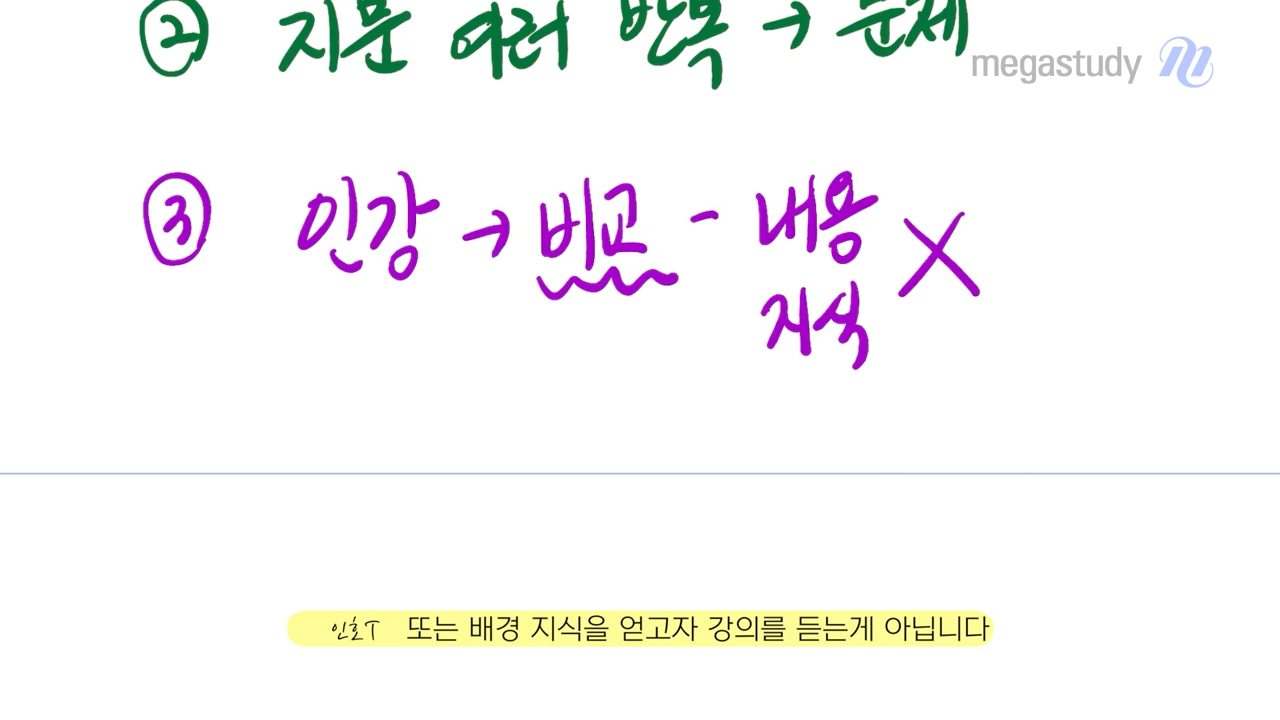 ② 지문 여러 반복 → 문제
megastudy
③ 인강 → 비교 - 내용 X
지식
인호T 또는 배경 지식을 얻고자 강의를 듣는게 아닙니다